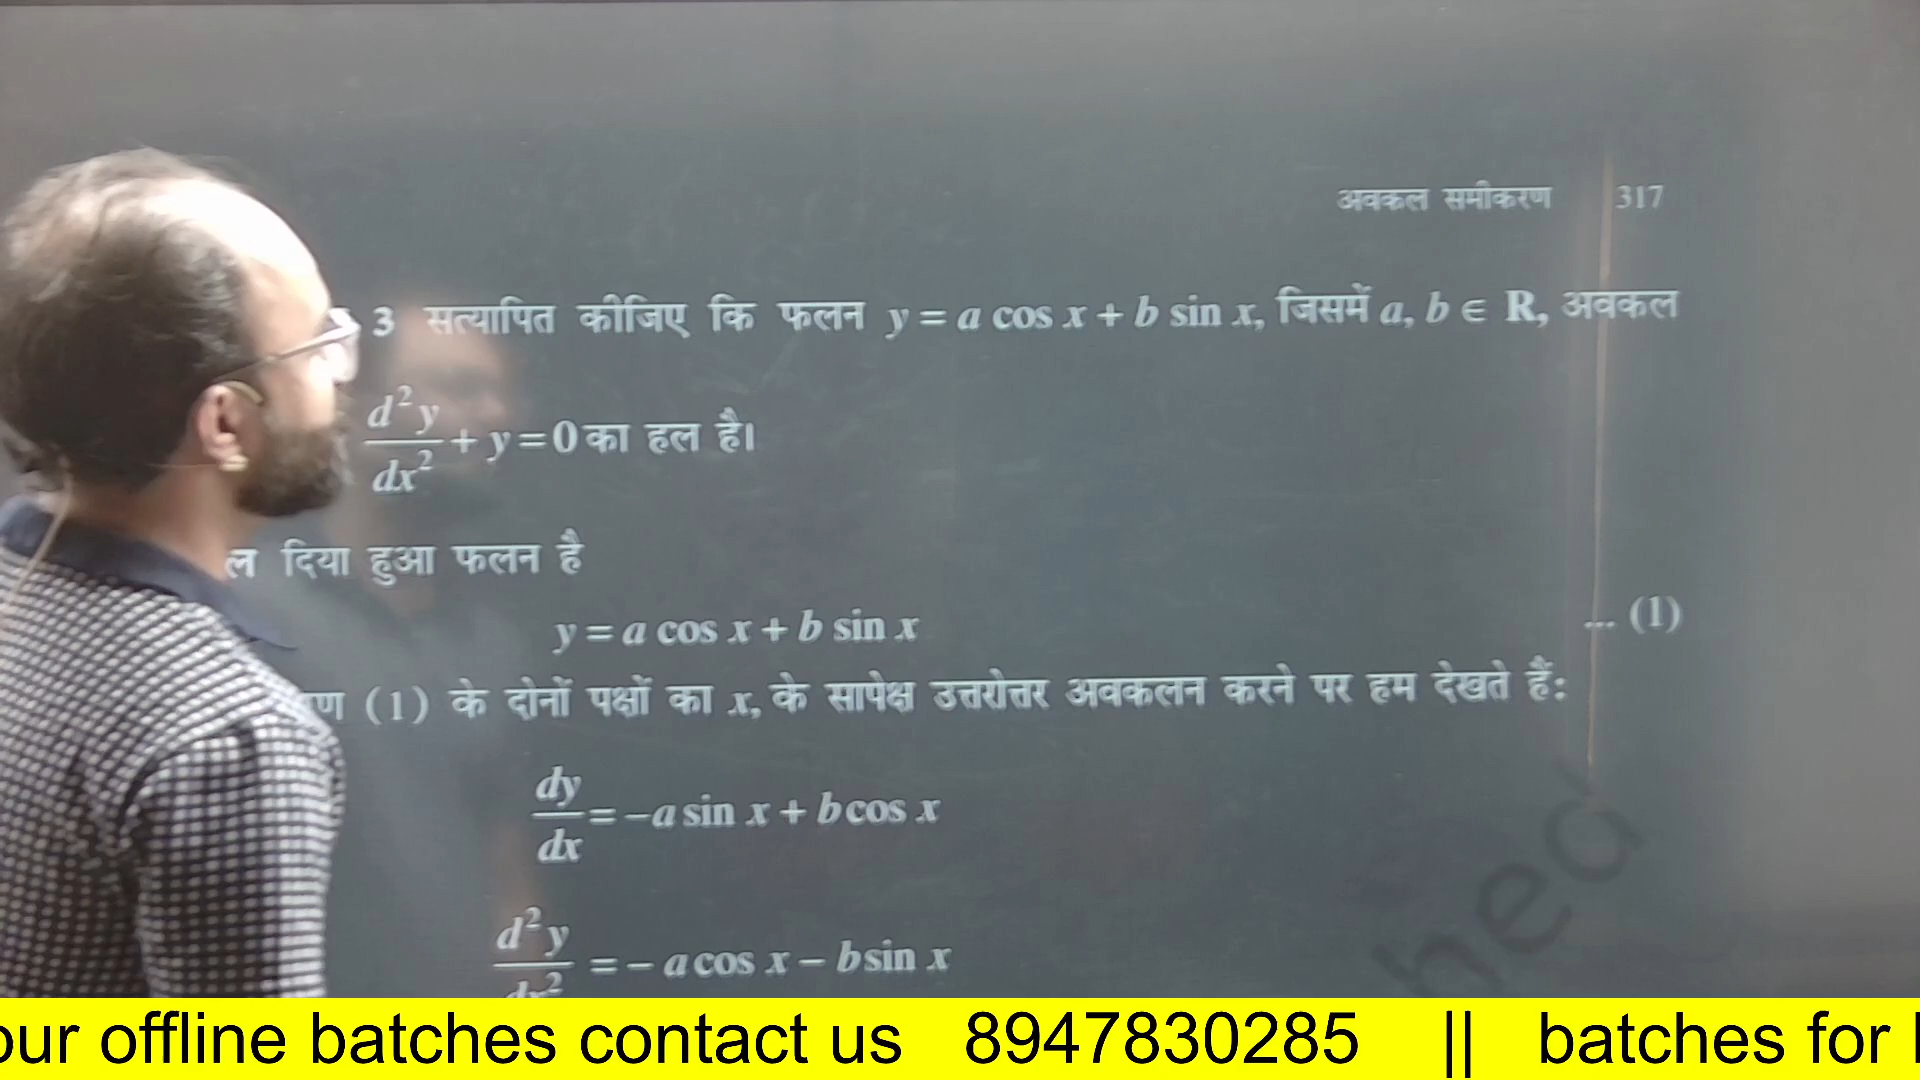 अवकल समीकरण 317
3 सत्यापित कीजिए कि फलन y = a cos x + b sin x, जिसमें a, b ∈ R, अवकल
d²y/dx² + y = 0 का हल है।
ल दिया हुआ फलन है
y = a cos x + b sin x ... (1)
ण (1) के दोनों पक्षों का x, के सापेक्ष उत्तरोत्तर अवकलन करने पर हम देखते हैं:
dy/dx = – a sin x + b cos x
d²y/dx² = – a cos x – b sin x
hed
our offline batches contact us 8947830285 || batches for